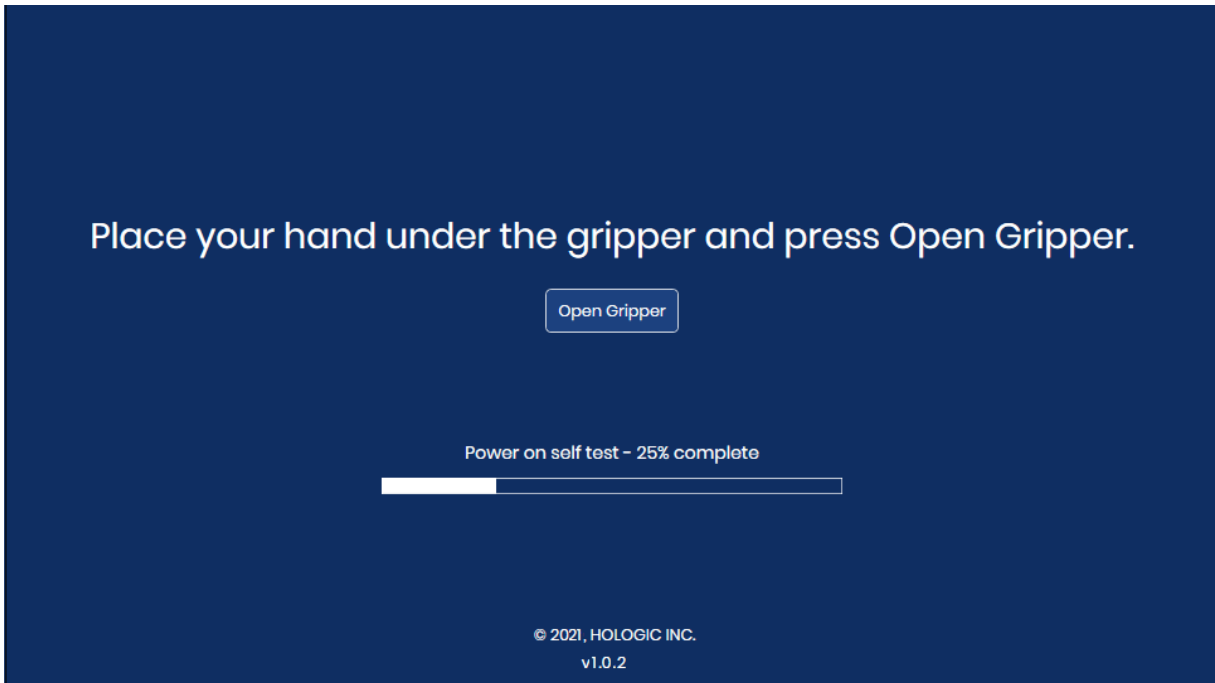 Place your hand under the gripper and press Open Gripper.
Open Gripper
Power on self test - 25% complete
© 2021, HOLOGIC INC.
v1.0.2